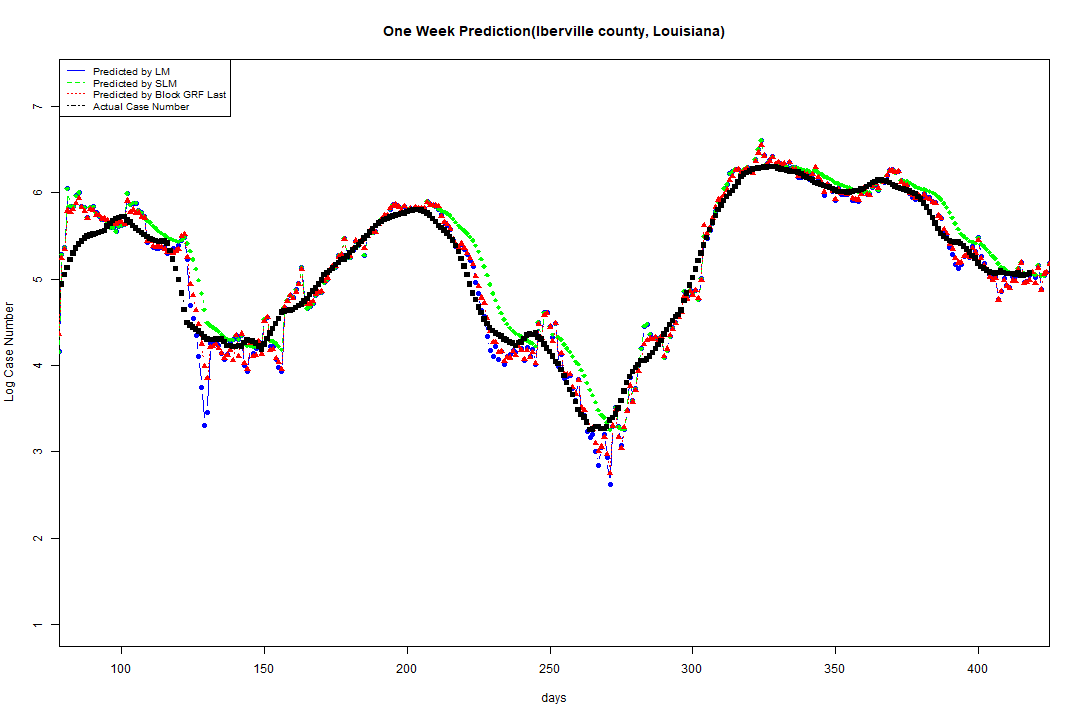 One Week Prediction(Iberville county, Louisiana)
Predicted by LM
Predicted by SLM
Predicted by Block GRF Last
Actual Case Number
7
6
5
4
3
2
1
Log Case Number
100 150 200 250 300 350 400
days